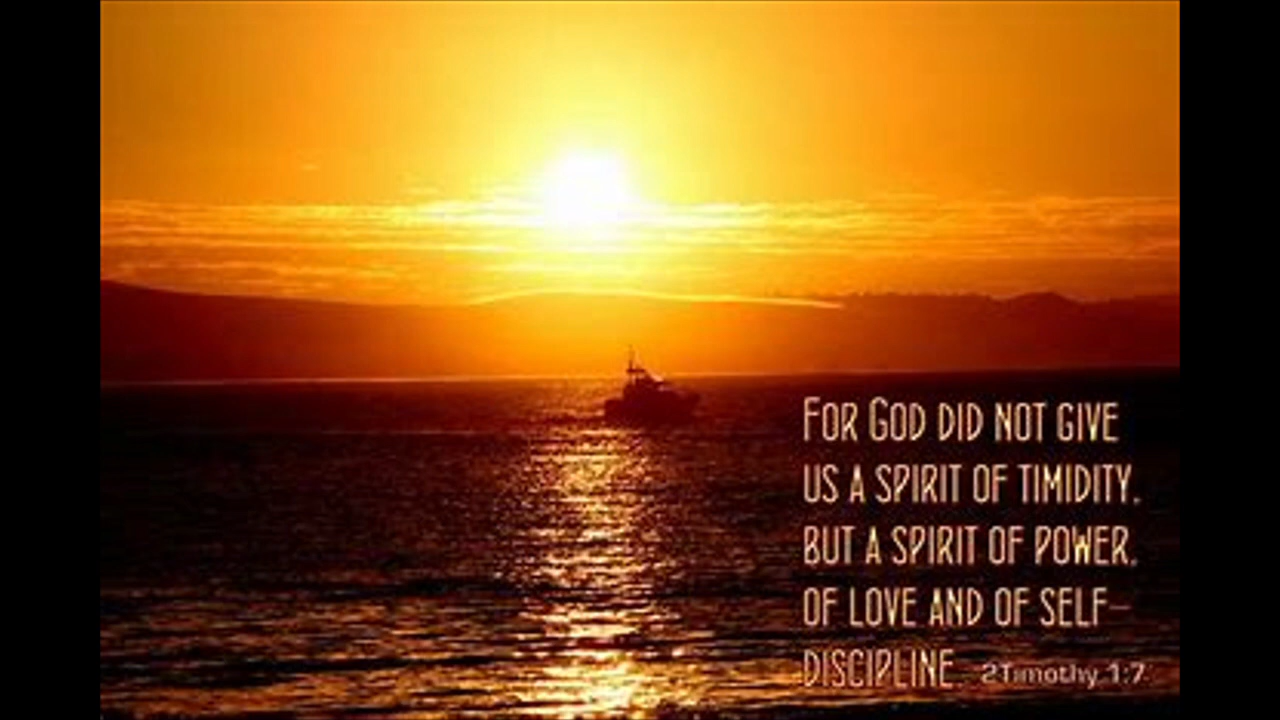 For God did not give
us a spirit of timidity,
but a spirit of power,
of love and of self-
discipline. 2Timothy 1:7